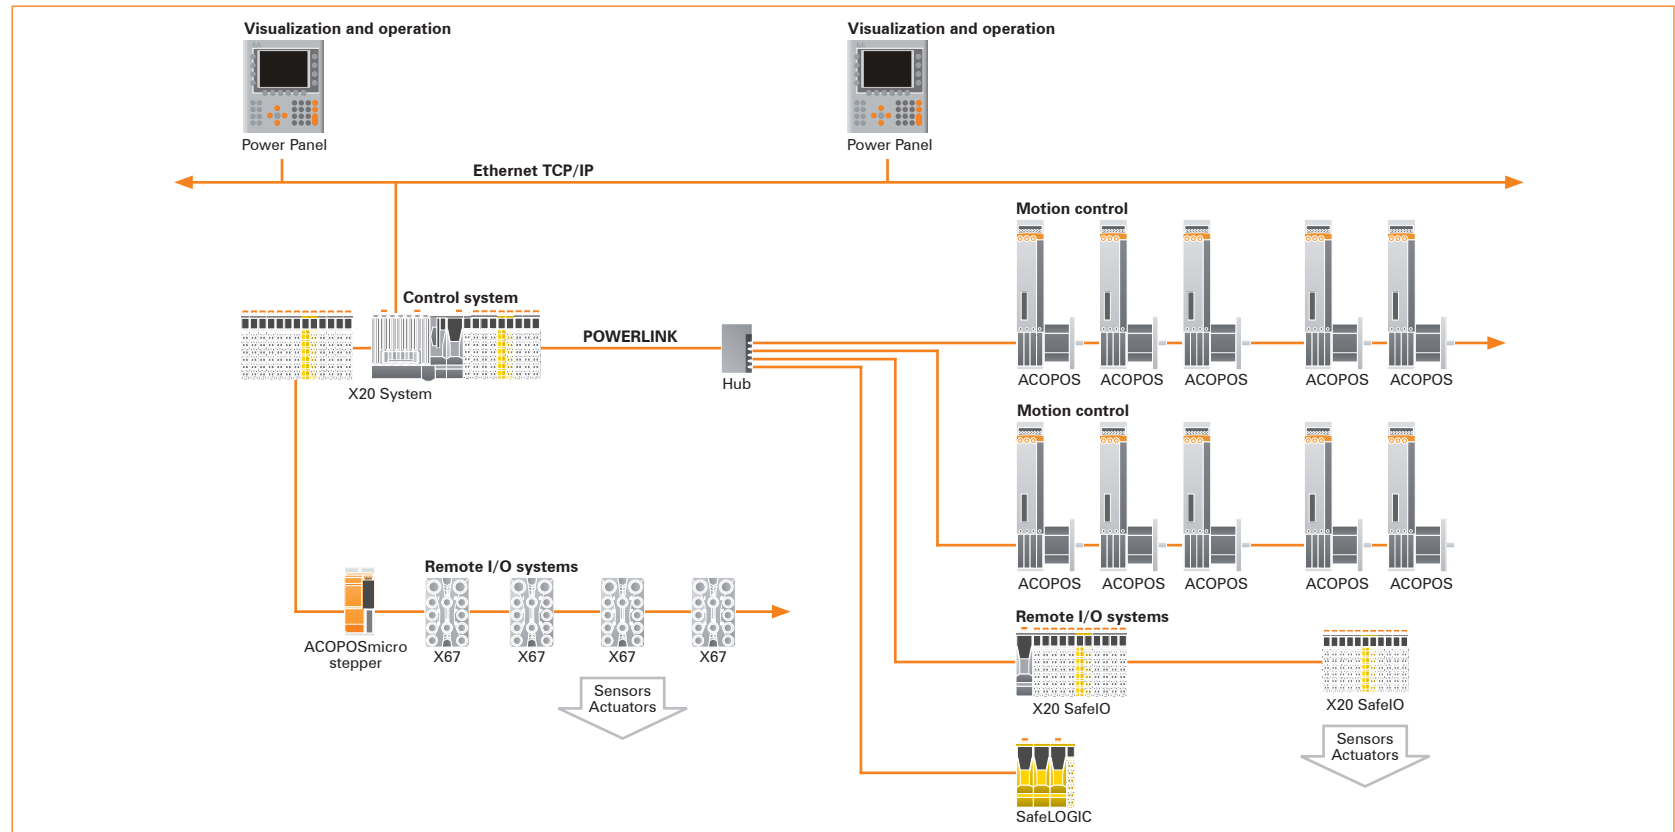 Visualization and operation
Visualization and operation
Power Panel
Power Panel
Ethernet TCP/IP
Motion control
Control system
POWERLINK
X20 System
Hub
ACOPOS
ACOPOS
ACOPOS
ACOPOS
ACOPOS
Motion control
ACOPOS
ACOPOS
ACOPOS
ACOPOS
ACOPOS
Remote I/O systems
ACOPOSmicro
stepper
X67
X67
X67
X67
Sensors
Actuators
Remote I/O systems
X20 SafeIO
X20 SafeIO
Sensors
Actuators
SafeLOGIC